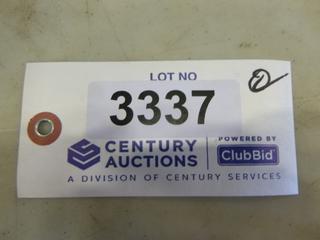 LOT NO
3337
CENTURY
AUCTIONS
POWERED BY
ClubBid
A DIVISION OF CENTURY SERVICES